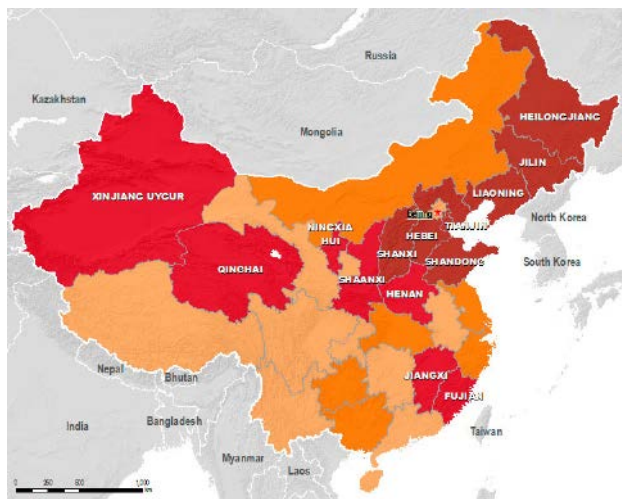 Russia
Kazakhstan
HEILONGJIANG
Mongolia
JILIN
XINJIANG UYGUR
LIAONING
NINGXIA
HUI
TIANJIN
North Korea
HEBEI
SHANXI
QINGHAI
SHANDONG
South Korea
SHAANXI
HENAN
Nepal
Bhutan
JIANGXI
FUJIAN
India
Bangladesh
Taiwan
Myanmar
Laos